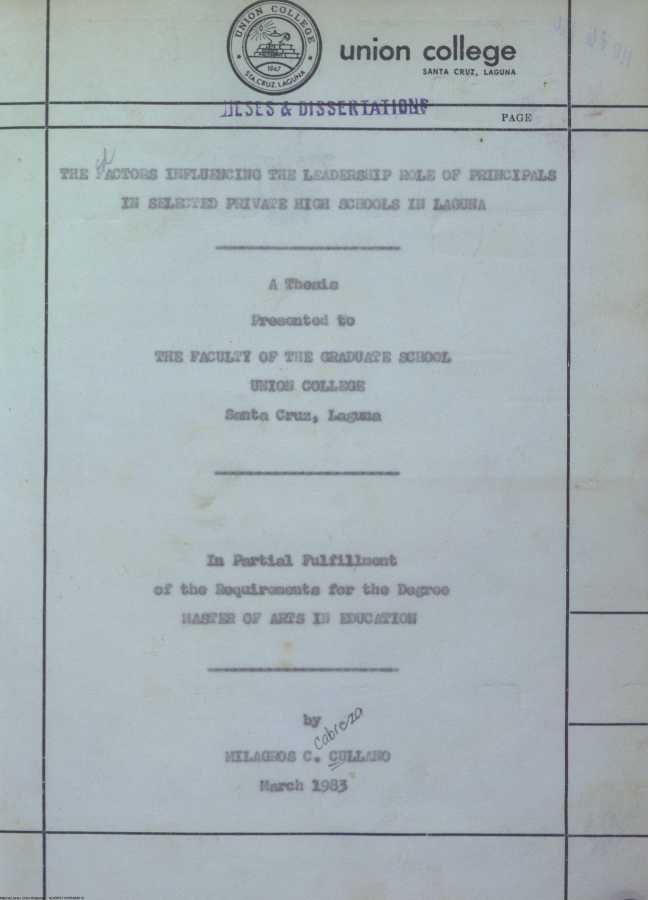 UNION COLLEGE
1947
STA. CRUZ, LAGUNA
union college
SANTA CRUZ, LAGUNA
THESES & DISSERTATIONS
PAGE
THE FACTORS INFLUENCING THE LEADERSHIP ROLE OF PRINCIPALS
IN SELECTED PRIVATE HIGH SCHOOLS IN LAGUNA
A Thesis
Presented to
THE FACULTY OF THE GRADUATE SCHOOL
UNION COLLEGE
Santa Cruz, Laguna
In Partial Fulfillment
of the Requirements for the Degree
MASTER OF ARTS IN EDUCATION
by
Cabreza
MILAGROS C. CULLANO
March 1983